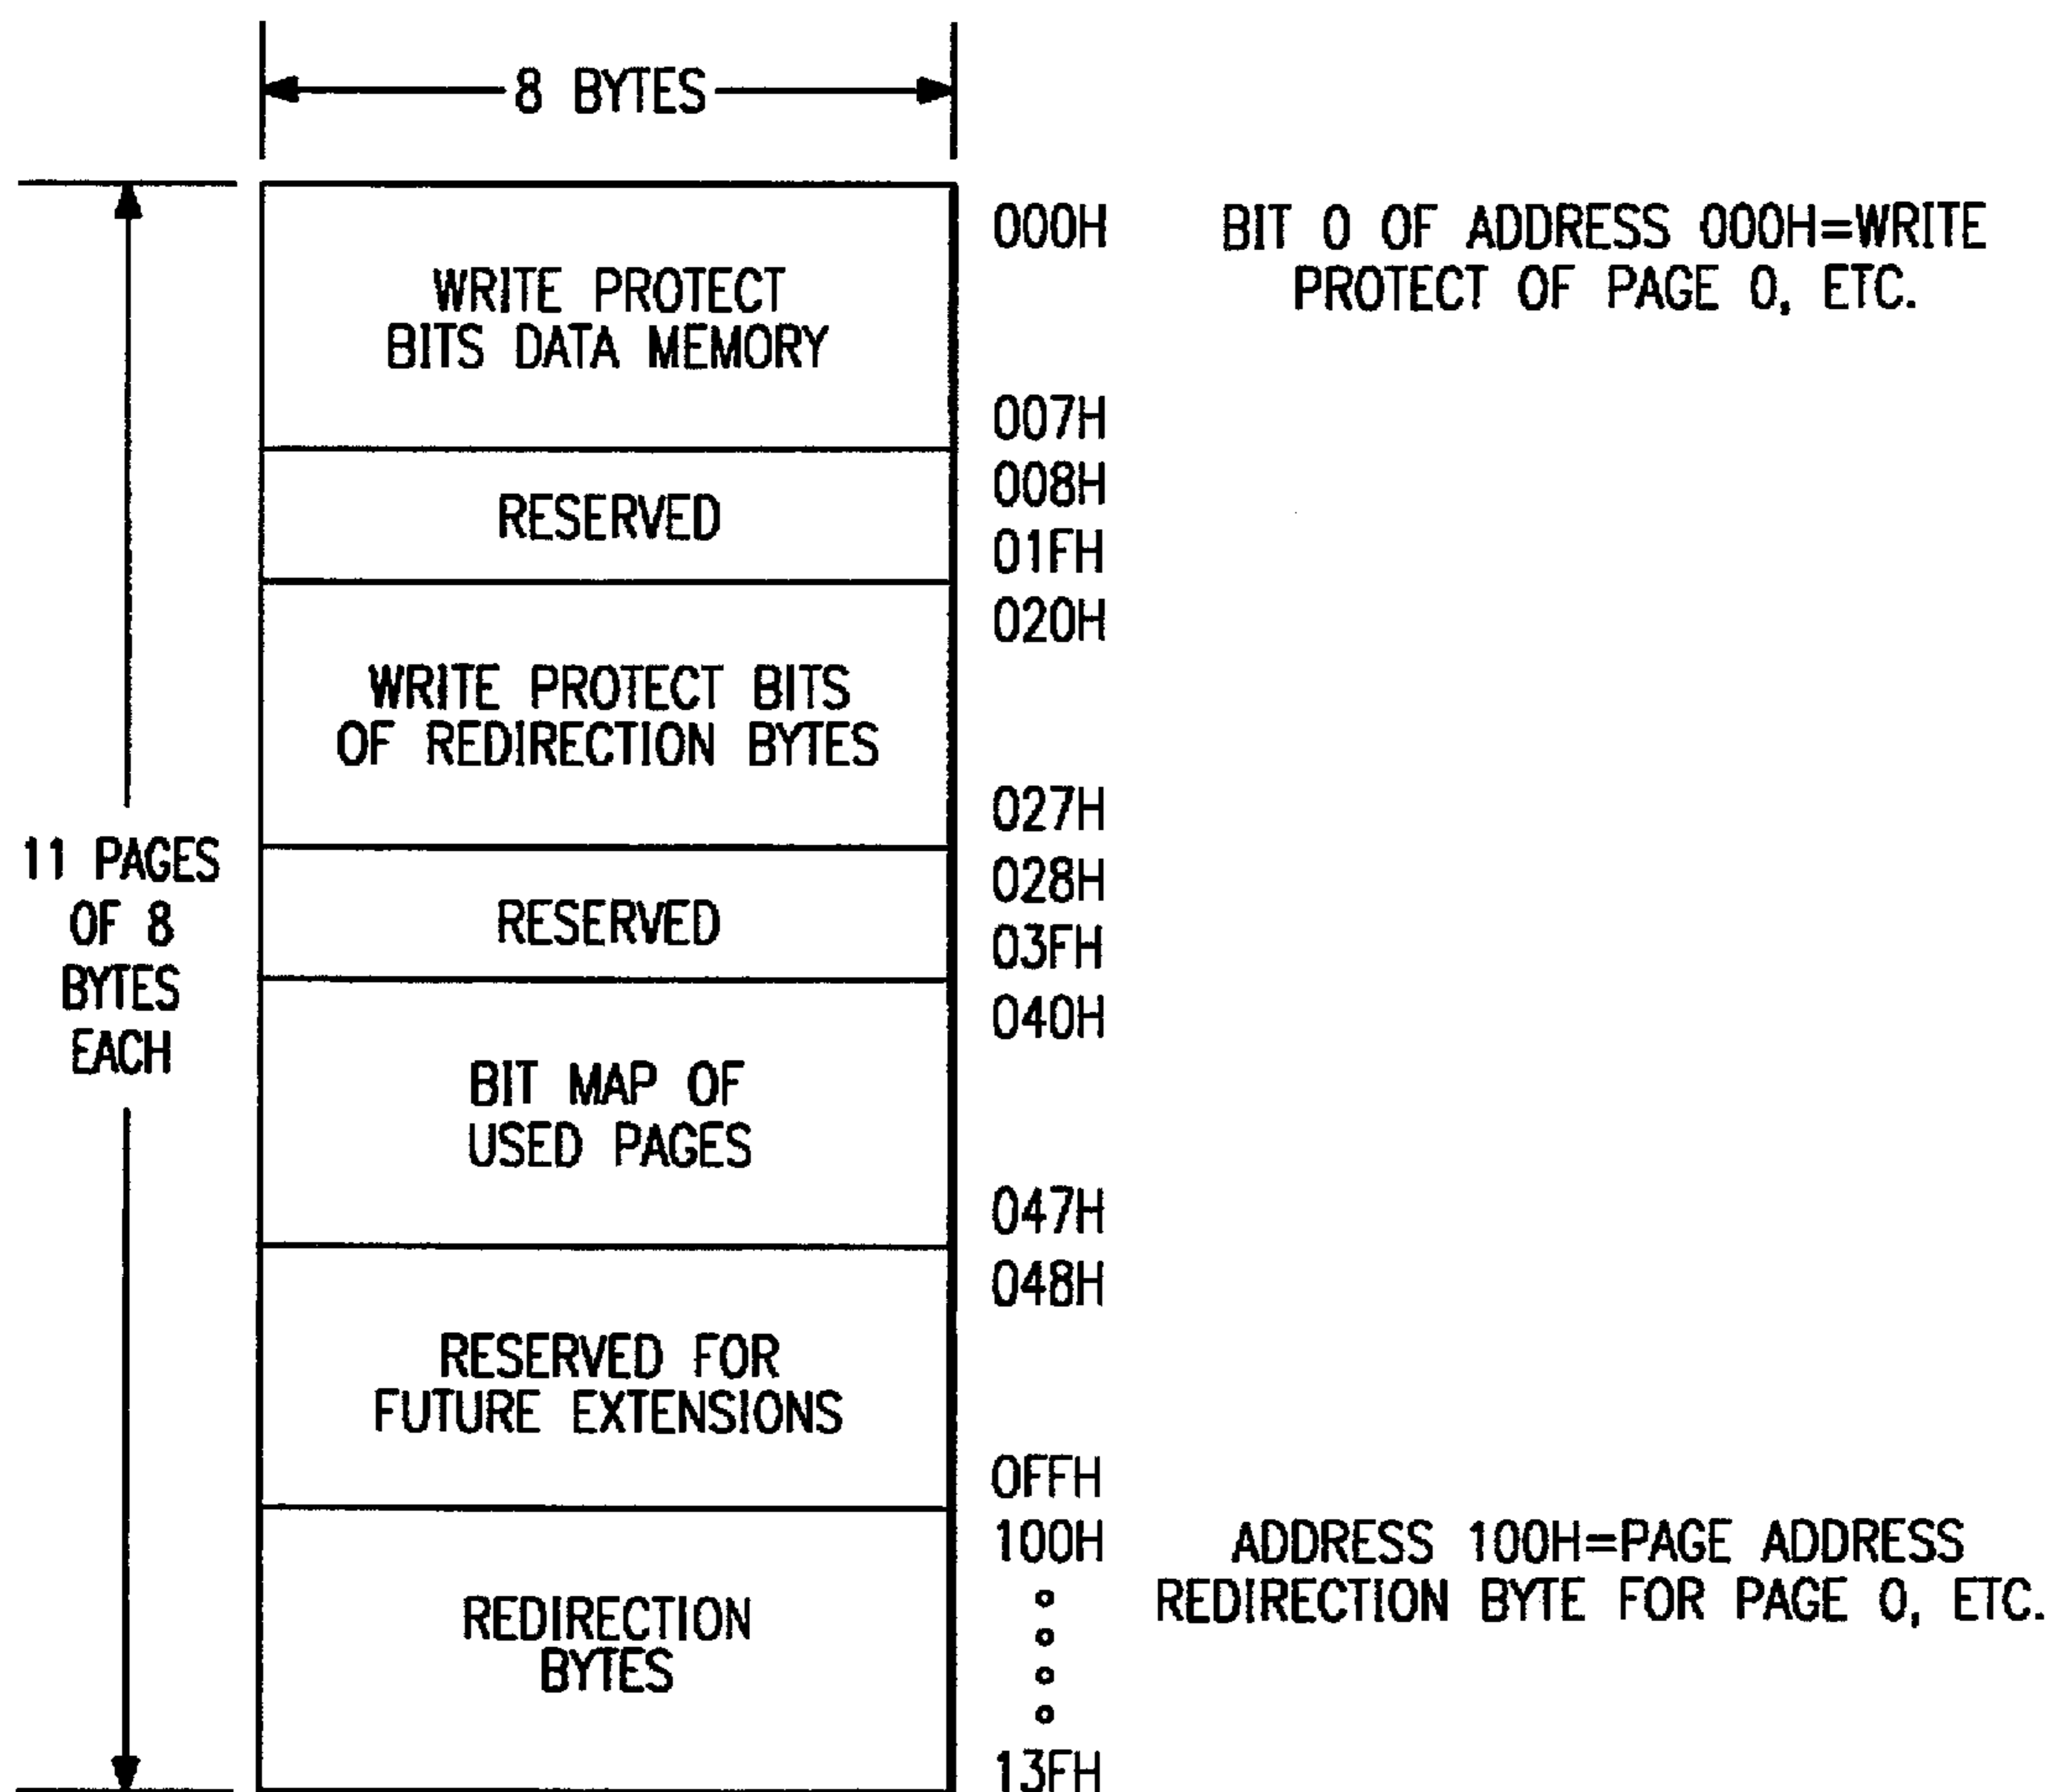 8 BYTES
000H
BIT 0 OF ADDRESS 000H=WRITE
PROTECT OF PAGE 0, ETC.
WRITE PROTECT
BITS DATA MEMORY
007H
008H
RESERVED
01FH
020H
WRITE PROTECT BITS
OF REDIRECTION BYTES
027H
11 PAGES
OF 8
BYTES
EACH
028H
RESERVED
03FH
040H
BIT MAP OF
USED PAGES
047H
048H
RESERVED FOR
FUTURE EXTENSIONS
0FFH
100H
ADDRESS 100H=PAGE ADDRESS
REDIRECTION BYTE FOR PAGE 0, ETC.
REDIRECTION
BYTES
13FH